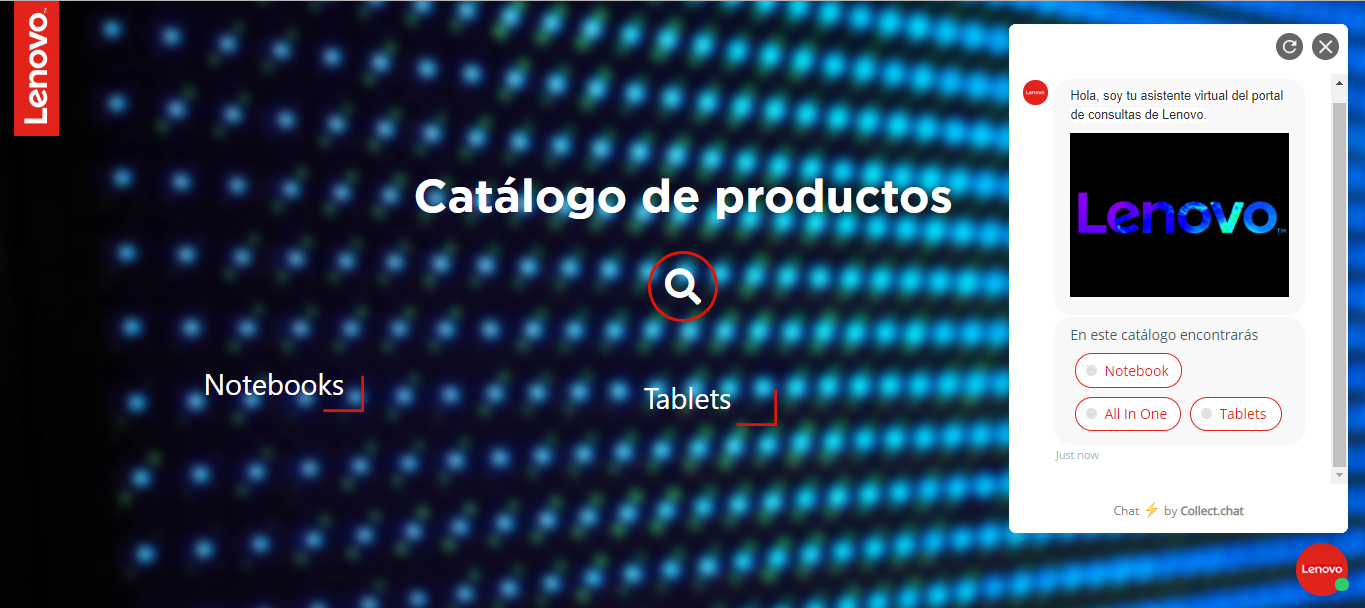 Lenovo
Catálogo de productos
Notebooks
Tablets
Lenovo
Hola, soy tu asistente virtual del portal
de consultas de Lenovo.
Lenovo™
En este catálogo encontrarás
Notebook
All In One
Tablets
Just now
Chat ⚡ by Collect.chat
Lenovo